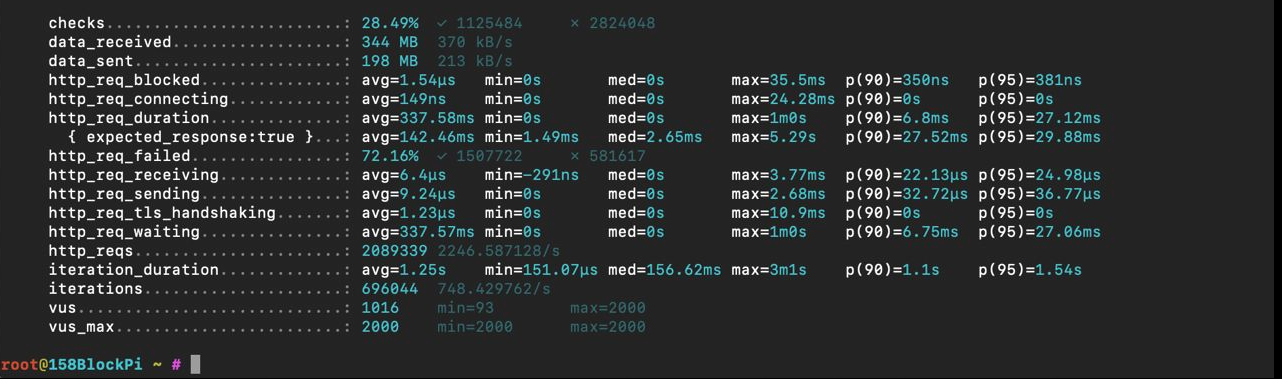 checks.........................: 28.49% ✓ 1125484 ✗ 2824048
data_received..................: 344 MB 370 kB/s
data_sent......................: 198 MB 213 kB/s
http_req_blocked...............: avg=1.54µs min=0s med=0s max=35.5ms p(90)=350ns p(95)=381ns
http_req_connecting............: avg=149ns min=0s med=0s max=24.28ms p(90)=0s p(95)=0s
http_req_duration..............: avg=337.58ms min=0s med=0s max=1m0s p(90)=6.8ms p(95)=27.12ms
{ expected_response:true }...: avg=142.46ms min=1.49ms med=2.65ms max=5.29s p(90)=27.52ms p(95)=29.88ms
http_req_failed................: 72.16% ✓ 1507722 ✗ 581617
http_req_receiving.............: avg=6.4µs min=-291ns med=0s max=3.77ms p(90)=22.13µs p(95)=24.98µs
http_req_sending...............: avg=9.24µs min=0s med=0s max=2.68ms p(90)=32.72µs p(95)=36.77µs
http_req_tls_handshaking.......: avg=1.23µs min=0s med=0s max=10.9ms p(90)=0s p(95)=0s
http_req_waiting...............: avg=337.57ms min=0s med=0s max=1m0s p(90)=6.75ms p(95)=27.06ms
http_reqs......................: 2089339 2246.587128/s
iteration_duration.............: avg=1.25s min=151.07µs med=156.62ms max=3m1s p(90)=1.1s p(95)=1.54s
iterations.....................: 696044 748.429762/s
vus............................: 1016 min=93 max=2000
vus_max........................: 2000 min=2000 max=2000
root@158BlockPi ~ #